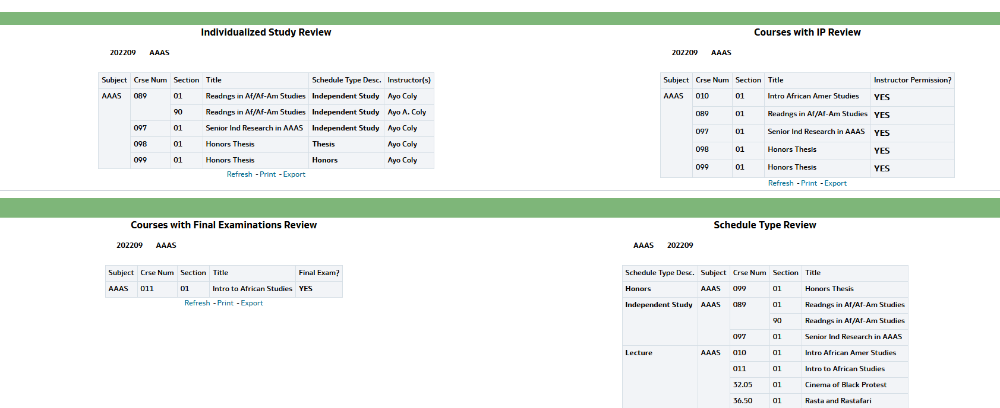 Individualized Study Review
202209 AAAS
Subject Crse Num Section Title Schedule Type Desc. Instructor(s)
AAAS 089 01 Readngs in Af/Af-Am Studies Independent Study Ayo Coly
90 Readngs in Af/Af-Am Studies Independent Study Ayo A. Coly
097 01 Senior Ind Research in AAAS Independent Study Ayo Coly
098 01 Honors Thesis Thesis Ayo Coly
099 01 Honors Thesis Honors Ayo Coly
Refresh - Print - Export
Courses with IP Review
202209 AAAS
Subject Crse Num Section Title Instructor Permission?
AAAS 010 01 Intro African Amer Studies YES
089 01 Readngs in Af/Af-Am Studies YES
097 01 Senior Ind Research in AAAS YES
098 01 Honors Thesis YES
099 01 Honors Thesis YES
Refresh - Print - Export
Courses with Final Examinations Review
202209 AAAS
Subject Crse Num Section Title Final Exam?
AAAS 011 01 Intro to African Studies YES
Refresh - Print - Export
Schedule Type Review
AAAS 202209
Schedule Type Desc. Subject Crse Num Section Title
Honors AAAS 099 01 Honors Thesis
Independent Study AAAS 089 01 Readngs in Af/Af-Am Studies
90 Readngs in Af/Af-Am Studies
097 01 Senior Ind Research in AAAS
Lecture AAAS 010 01 Intro African Amer Studies
011 01 Intro to African Studies
32.05 01 Cinema of Black Protest
36.50 01 Rasta and Rastafari